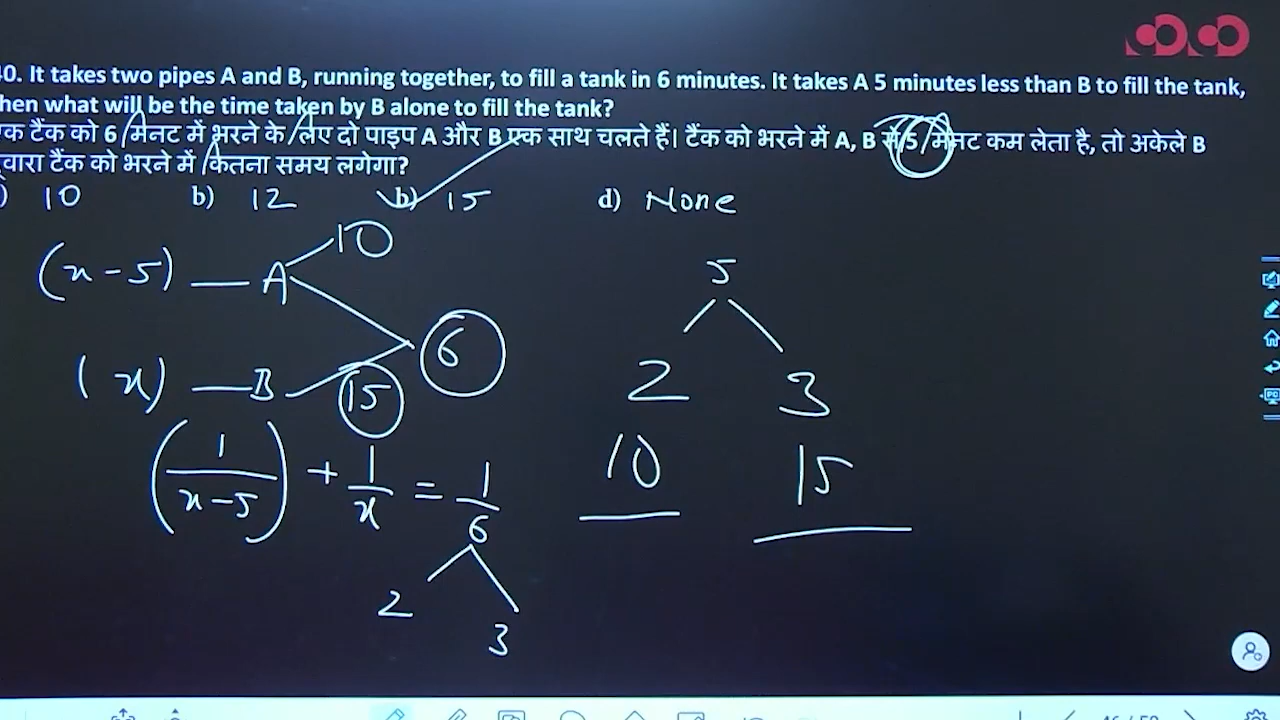 40. It takes two pipes A and B, running together, to fill a tank in 6 minutes. It takes A 5 minutes less than B to fill the tank,
then what will be the time taken by B alone to fill the tank?
एक टैंक को 6 मिनट में भरने के लिए दो पाइप A और B एक साथ चलते हैं। टैंक को भरने में A, B से 5 मिनट कम लेता है, तो अकेले B
द्वारा टैंक को भरने में कितना समय लगेगा?
) 10 b) 12 b) 15 d) None
(x-5) — A 10
6
(x) — B 15
(1/(x-5)) + 1/x = 1/6
2 3
5
2 3
10 15
46 / 50